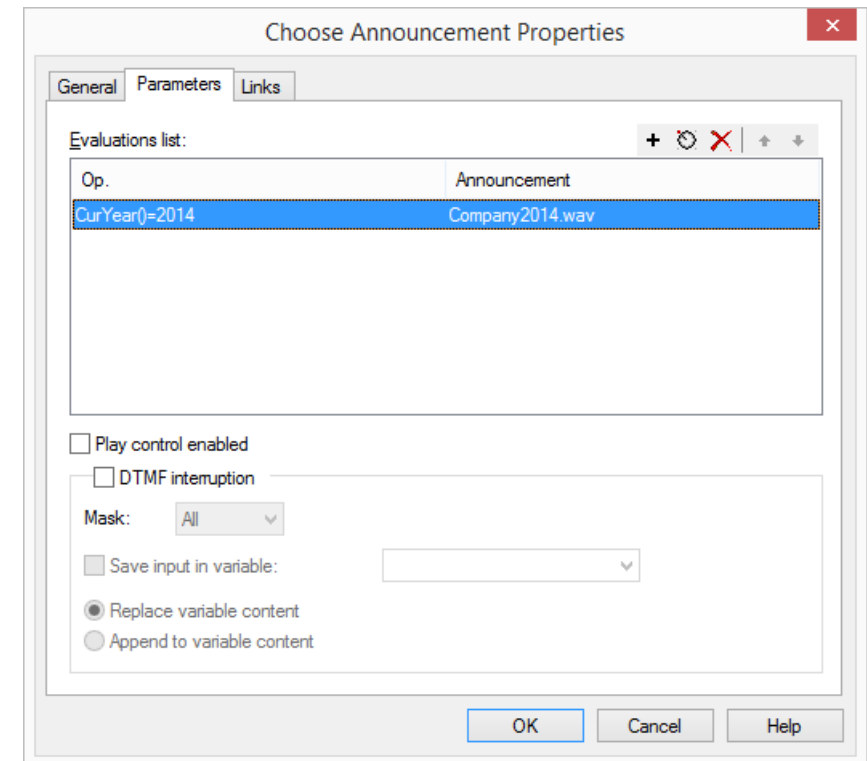 Choose Announcement Properties
General Parameters Links
Evaluations list:
Op. Announcement
CurYear()=2014 Company2014.wav
Play control enabled
DTMF interruption
Mask: All
Save input in variable:
Replace variable content
Append to variable content
OK Cancel Help